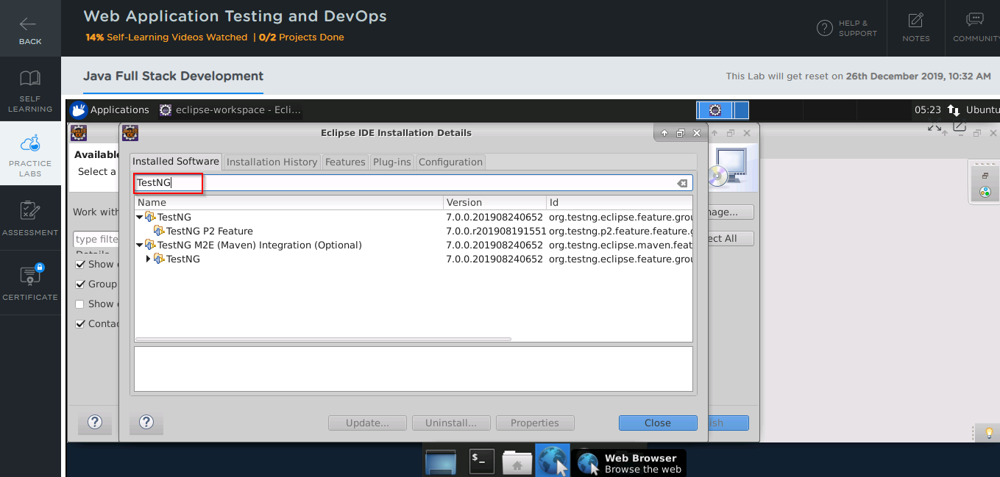 Web Application Testing and DevOps
14% Self-Learning Videos Watched | 0/2 Projects Done
BACK
HELP & SUPPORT
NOTES
COMMUNITY
SELF LEARNING
PRACTICE LABS
ASSESSMENT
CERTIFICATE
Java Full Stack Development
This Lab will get reset on 26th December 2019, 10:32 AM
Applications
eclipse-workspace - Ecli...
05:23
Ubuntu
Eclipse IDE Installation Details
Available
Select a
Work with
type filte
Details
Show
Group
Show
Contac
Installed Software
Installation History
Features
Plug-ins
Configuration
TestNG
Name Version Id
TestNG 7.0.0.201908240652 org.testng.eclipse.feature.grou
TestNG P2 Feature 7.0.0.r201908191551 org.testng.p2.feature.feature.g
TestNG M2E (Maven) Integration (Optional) 7.0.0.201908240652 org.testng.eclipse.maven.feat
TestNG 7.0.0.201908240652 org.testng.eclipse.feature.grou
nage...
ect All
Update...
Uninstall...
Properties
Close
ish
$_
Web Browser
Browse the web